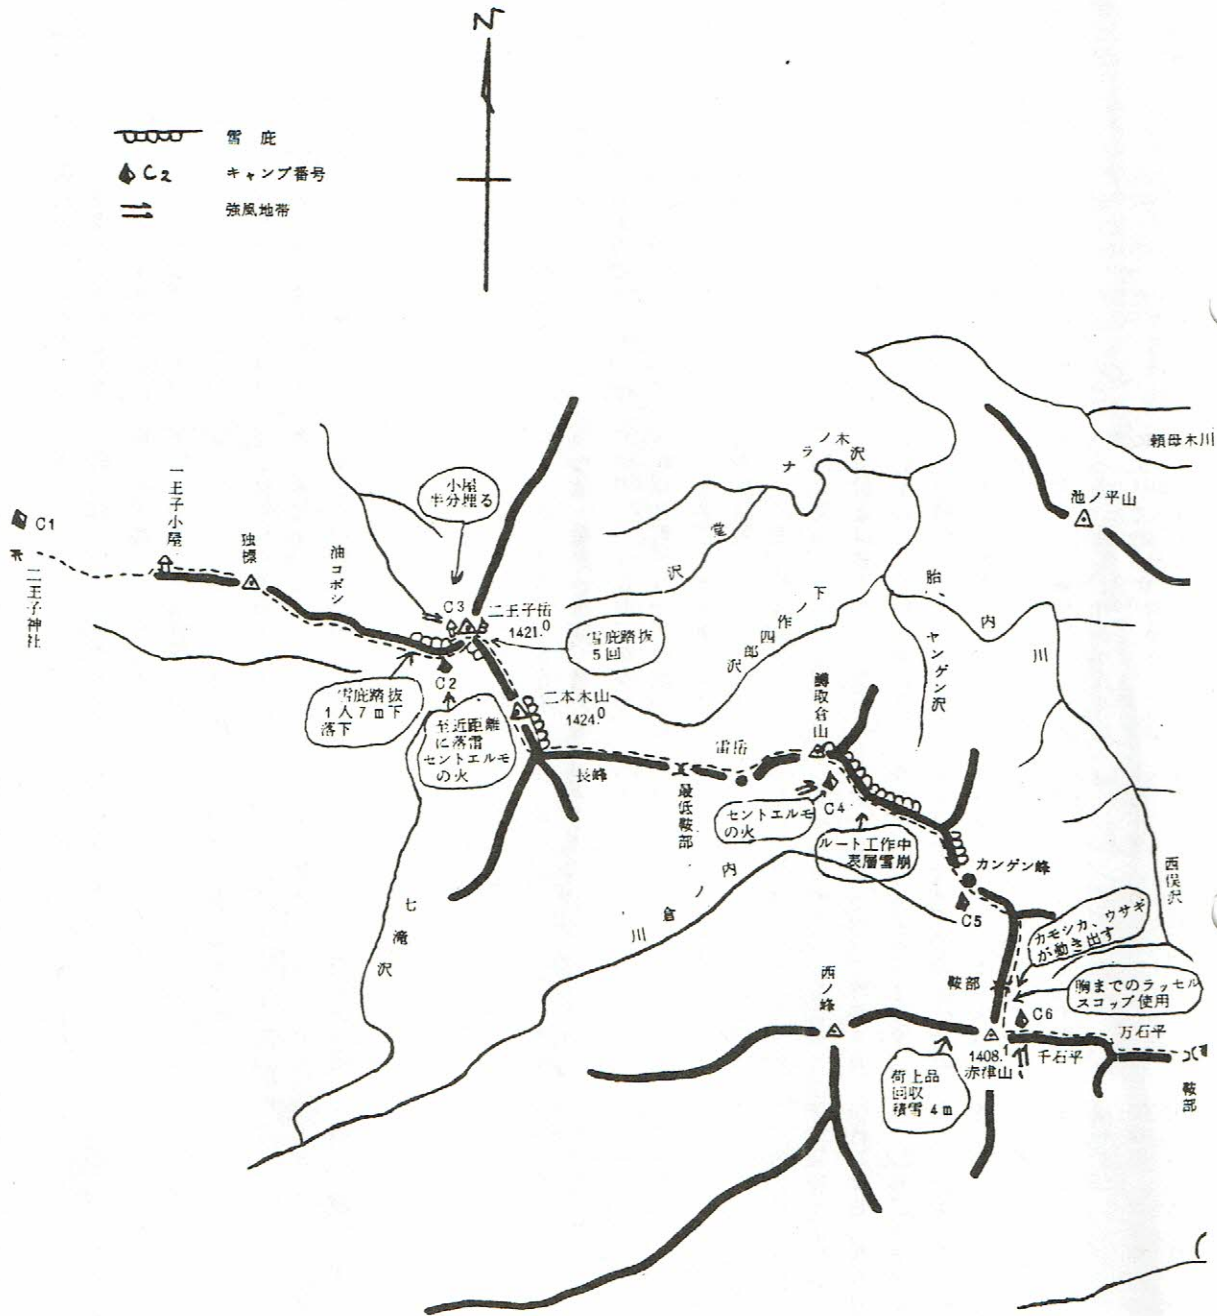 N
雪庇
C2 キャンプ番号
強風地帯
頼母木川
ナラノ木沢
小屋
半分埋る
池ノ平山
C1
一王子小屋
独標
油コボシ
堂沢
二王子神社
C3
二王子岳
1421.0
雪庇踏抜
5回
下ノ作四郎沢
胎内川
ヤンゲン沢
C2
雪庇踏抜
1人7m下
落下
至近距離
に落雷
セントエルモ
の火
二本木山
1424.0
鱒取倉山
雷岳
長峰
最低鞍部
セントエルモ
の火
C4
ルート工作中
表層雪崩
カンゲン峰
西俣沢
C5
七滝沢
内ノ倉川
カモシカ、ウサギ
が動き出す
鞍部
胸までのラッセル
スコップ使用
西ノ峰
C6
万石平
1408.1
赤津山
千石平
荷上品
回収
積雪4m
鞍部